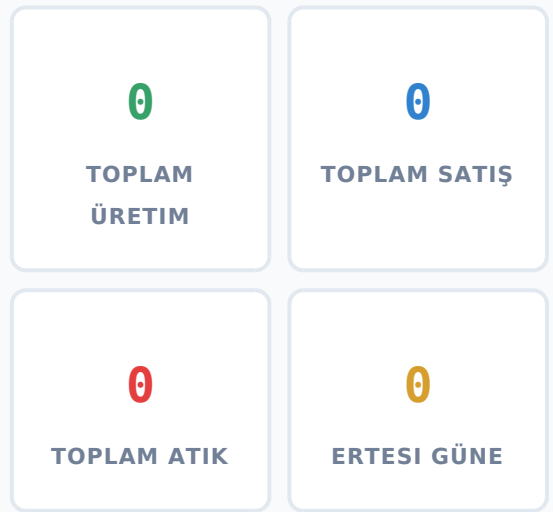 0
TOPLAM
ÜRETIM
0
TOPLAM SATIŞ
0
TOPLAM ATIK
0
ERTESI GÜNE